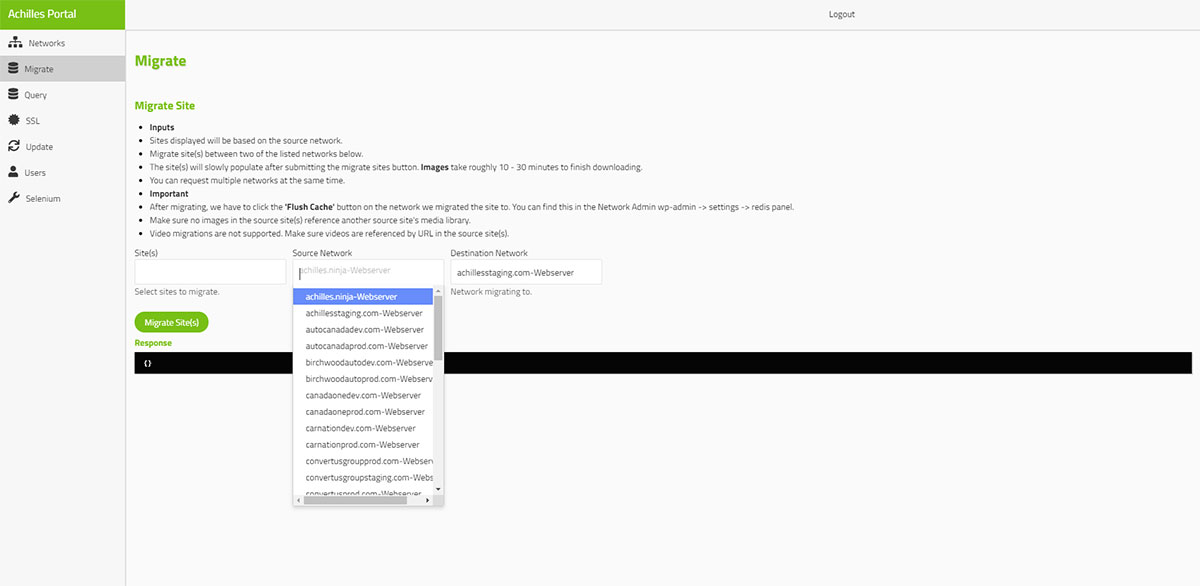 Achilles Portal
Logout
Networks
Migrate
Query
SSL
Update
Users
Selenium
Migrate
Migrate Site
Inputs
Sites displayed will be based on the source network.
Migrate site(s) between two of the listed networks below.
The site(s) will slowly populate after submitting the migrate sites button. Images take roughly 10 - 30 minutes to finish downloading.
You can request multiple networks at the same time.
Important
After migrating, we have to click the 'Flush Cache' button on the network we migrated the site to. You can find this in the Network Admin wp-admin -> settings -> redis panel.
Make sure no images in the source site(s) reference another source site's media library.
Video migrations are not supported. Make sure videos are referenced by URL in the source site(s).
Site(s)
Select sites to migrate.
Source Network
achilles.ninja-Webserver
achilles.ninja-Webserver
achillesstaging.com-Webserver
autocanadadev.com-Webserver
autocanadaprod.com-Webserver
birchwoodautodev.com-Webserve
birchwoodautoprod.com-Webserv
canadaonedev.com-Webserver
canadaoneprod.com-Webserver
carnationdev.com-Webserver
carnationprod.com-Webserver
convertusgroupprod.com-Webserv
convertusgroupstaging.com-Webs
convertusprod.com-Webserver
Destination Network
achillesstaging.com-Webserver
Network migrating to.
Migrate Site(s)
Response
{}